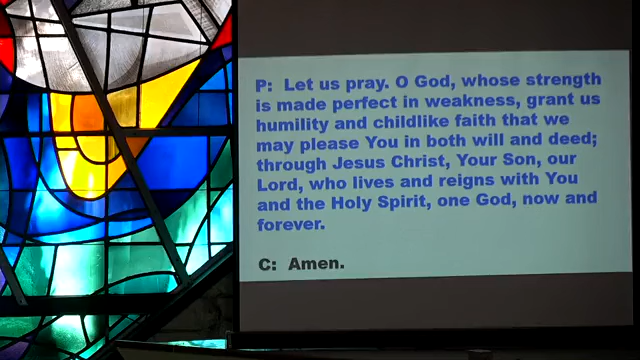 P: Let us pray. O God, whose strength
is made perfect in weakness, grant us
humility and childlike faith that we
may please You in both will and deed;
through Jesus Christ, Your Son, our
Lord, who lives and reigns with You
and the Holy Spirit, one God, now and
forever.
C: Amen.